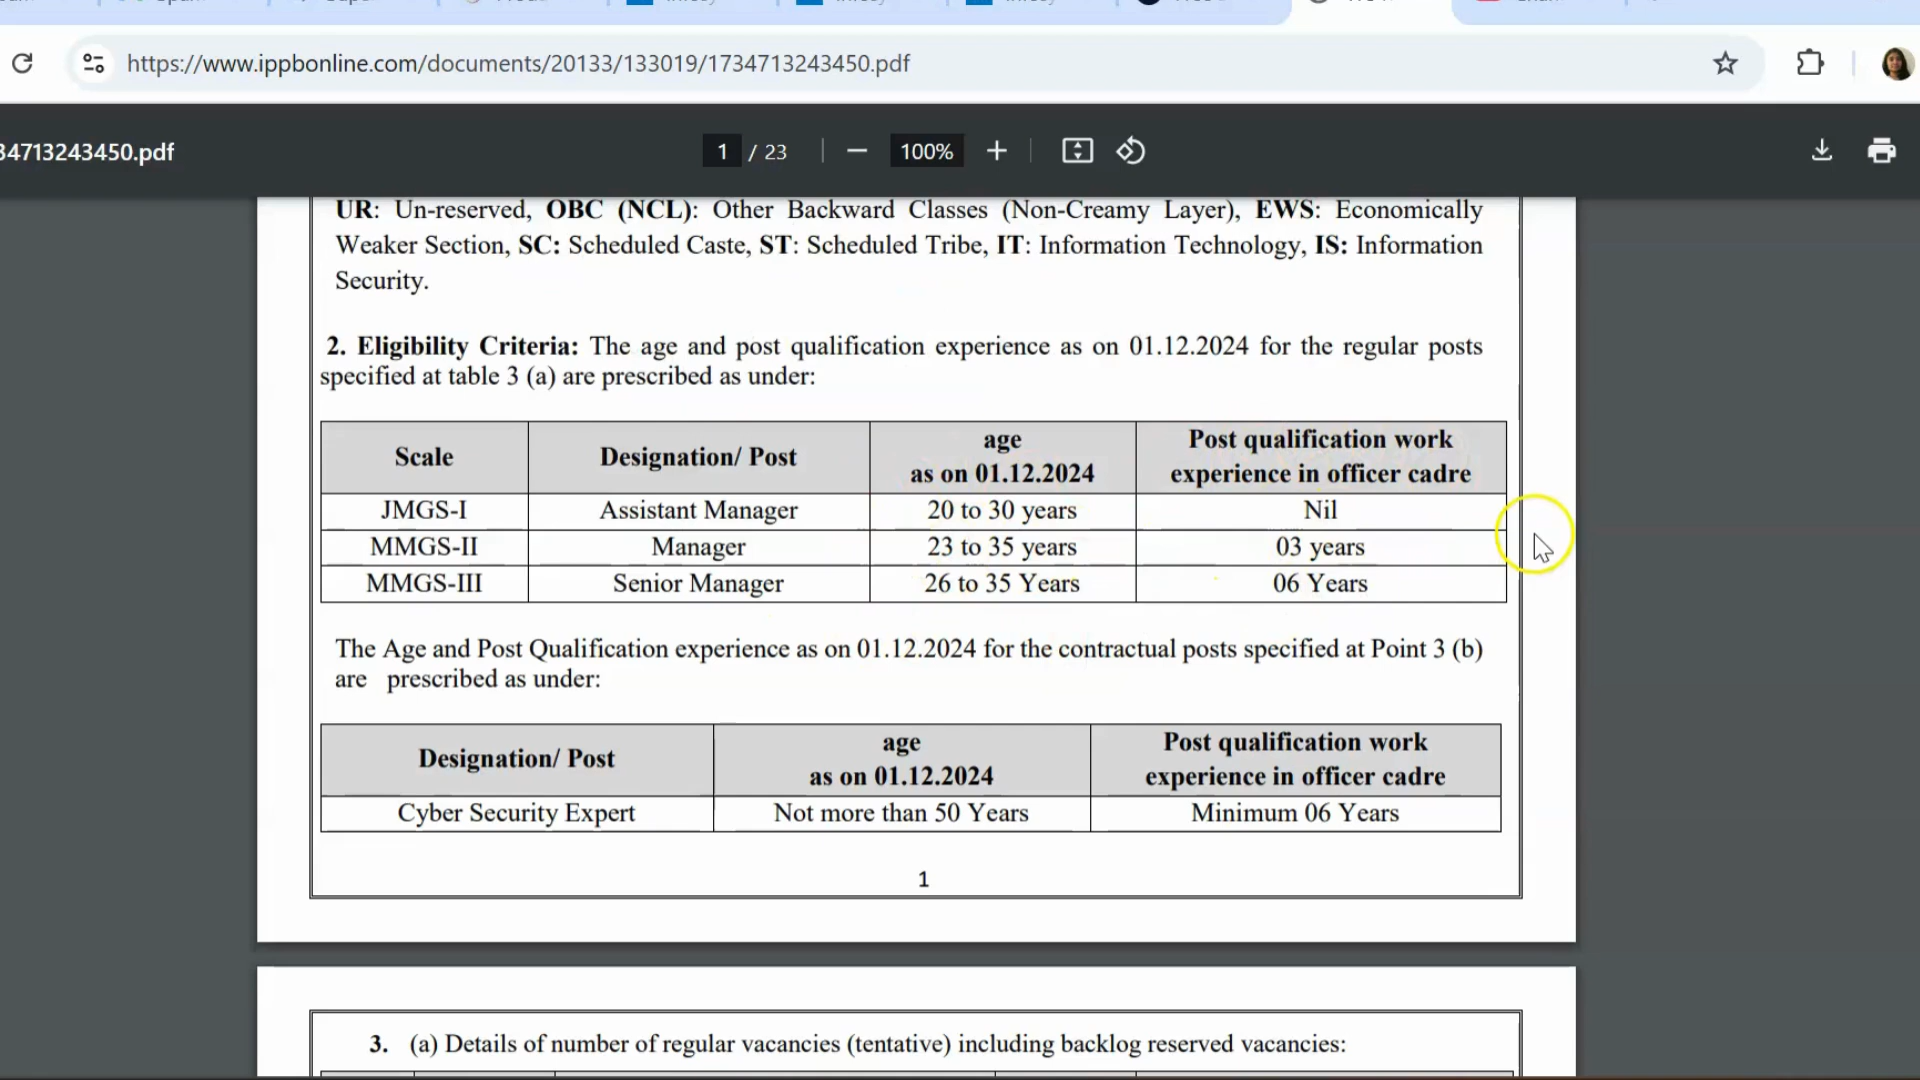 https://www.ippbonline.com/documents/20133/133019/1734713243450.pdf
34713243450.pdf
1 / 23
100%
UR: Un-reserved, OBC (NCL): Other Backward Classes (Non-Creamy Layer), EWS: Economically
Weaker Section, SC: Scheduled Caste, ST: Scheduled Tribe, IT: Information Technology, IS: Information
Security.
2. Eligibility Criteria: The age and post qualification experience as on 01.12.2024 for the regular posts
specified at table 3 (a) are prescribed as under:
Scale Designation/ Post age as on 01.12.2024 Post qualification work experience in officer cadre
JMGS-I Assistant Manager 20 to 30 years Nil
MMGS-II Manager 23 to 35 years 03 years
MMGS-III Senior Manager 26 to 35 Years 06 Years
The Age and Post Qualification experience as on 01.12.2024 for the contractual posts specified at Point 3 (b)
are prescribed as under:
Designation/ Post age as on 01.12.2024 Post qualification work experience in officer cadre
Cyber Security Expert Not more than 50 Years Minimum 06 Years
1
3. (a) Details of number of regular vacancies (tentative) including backlog reserved vacancies: